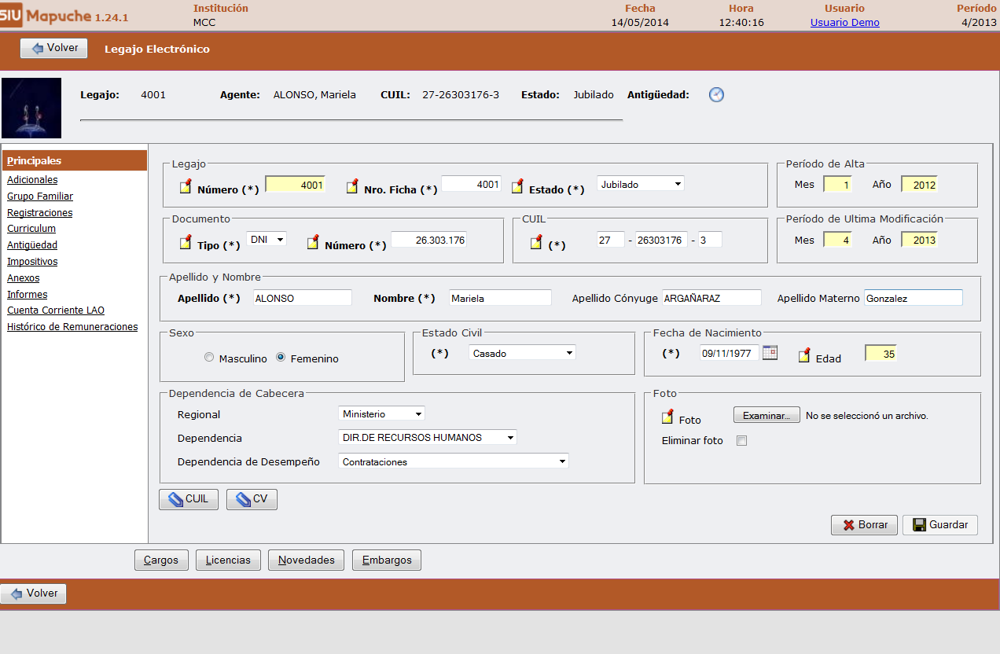 SIU Mapuche 1.24.1
Institución Fecha Hora Usuario Período
MCC 14/05/2014 12:40:16 Usuario Demo 4/2013
Volver Legajo Electrónico
Legajo: 4001 Agente: ALONSO, Mariela CUIL: 27-26303176-3 Estado: Jubilado Antigüedad:
Principales
Adicionales
Grupo Familiar
Registraciones
Curriculum
Antigüedad
Impositivos
Anexos
Informes
Cuenta Corriente LAO
Histórico de Remuneraciones
Legajo
Número (*) 4001 Nro. Ficha (*) 4001 Estado (*) Jubilado
Período de Alta
Mes 1 Año 2012
Documento
Tipo (*) DNI Número (*) 26.303.176
CUIL
(*) 27 - 26303176 - 3
Período de Ultima Modificación
Mes 4 Año 2013
Apellido y Nombre
Apellido (*) ALONSO Nombre (*) Mariela Apellido Cónyuge ARGAÑARAZ Apellido Materno Gonzalez
Sexo
Masculino Femenino
Estado Civil
(*) Casado
Fecha de Nacimiento
(*) 09/11/1977 Edad 35
Dependencia de Cabecera
Regional Ministerio
Dependencia DIR.DE RECURSOS HUMANOS
Dependencia de Desempeño Contrataciones
Foto
Foto Examinar... No se seleccionó un archivo.
Eliminar foto
CUIL CV
Borrar Guardar
Cargos Licencias Novedades Embargos
Volver